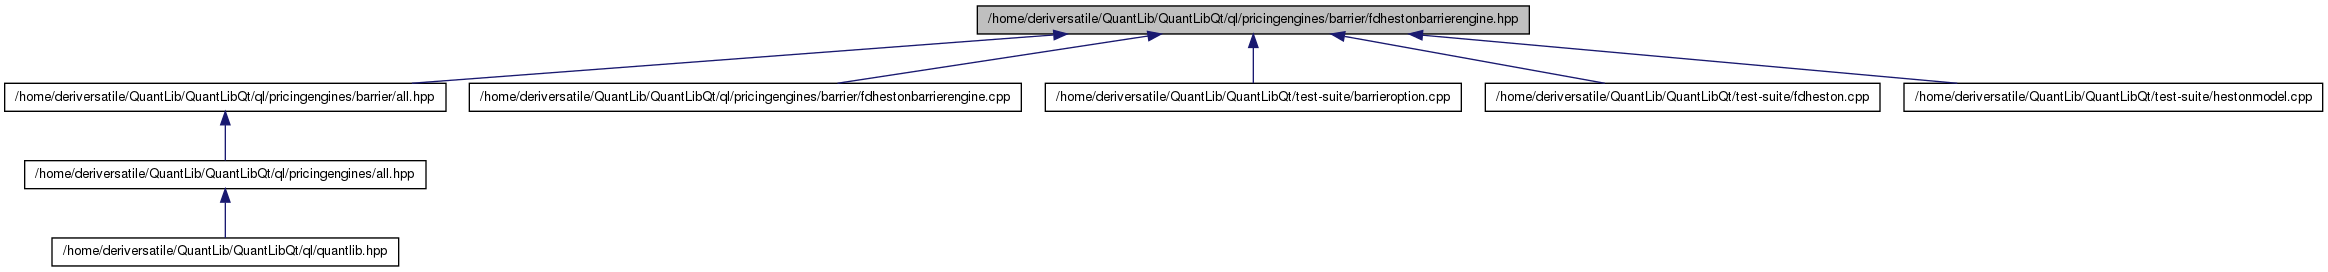 /home/deriversatile/QuantLib/QuantLibQt/ql/pricingengines/barrier/fdhestonbarrierengine.hpp
/home/deriversatile/QuantLib/QuantLibQt/ql/pricingengines/barrier/all.hpp
/home/deriversatile/QuantLib/QuantLibQt/ql/pricingengines/barrier/fdhestonbarrierengine.cpp
/home/deriversatile/QuantLib/QuantLibQt/test-suite/barrieroption.cpp
/home/deriversatile/QuantLib/QuantLibQt/test-suite/fdheston.cpp
/home/deriversatile/QuantLib/QuantLibQt/test-suite/hestonmodel.cpp
/home/deriversatile/QuantLib/QuantLibQt/ql/pricingengines/all.hpp
/home/deriversatile/QuantLib/QuantLibQt/ql/quantlib.hpp